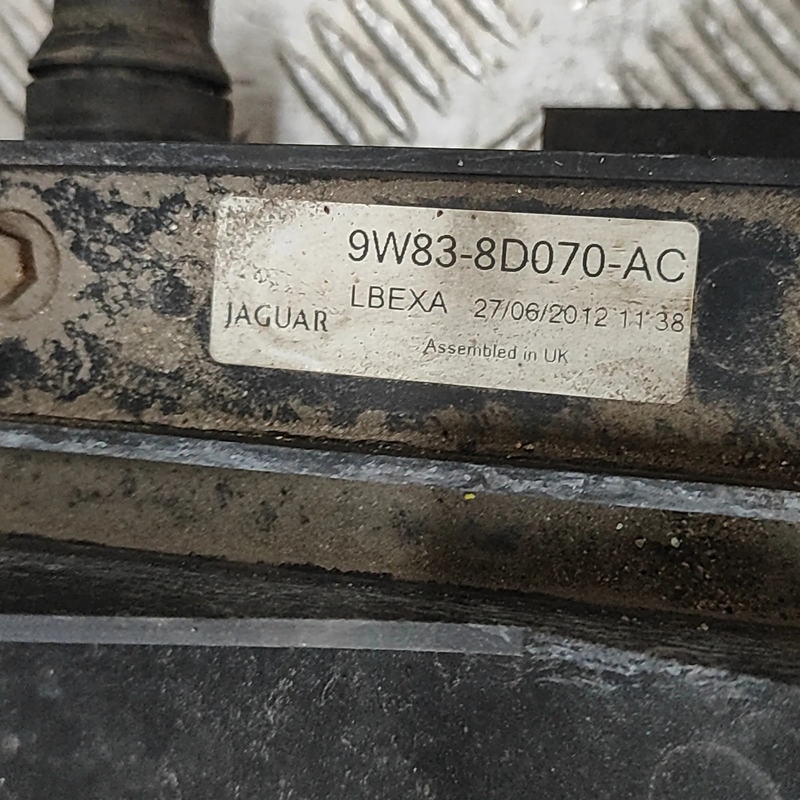 9W83-8D070-AC
LBEXA 27/06/2012 11:38
JAGUAR
Assembled in UK